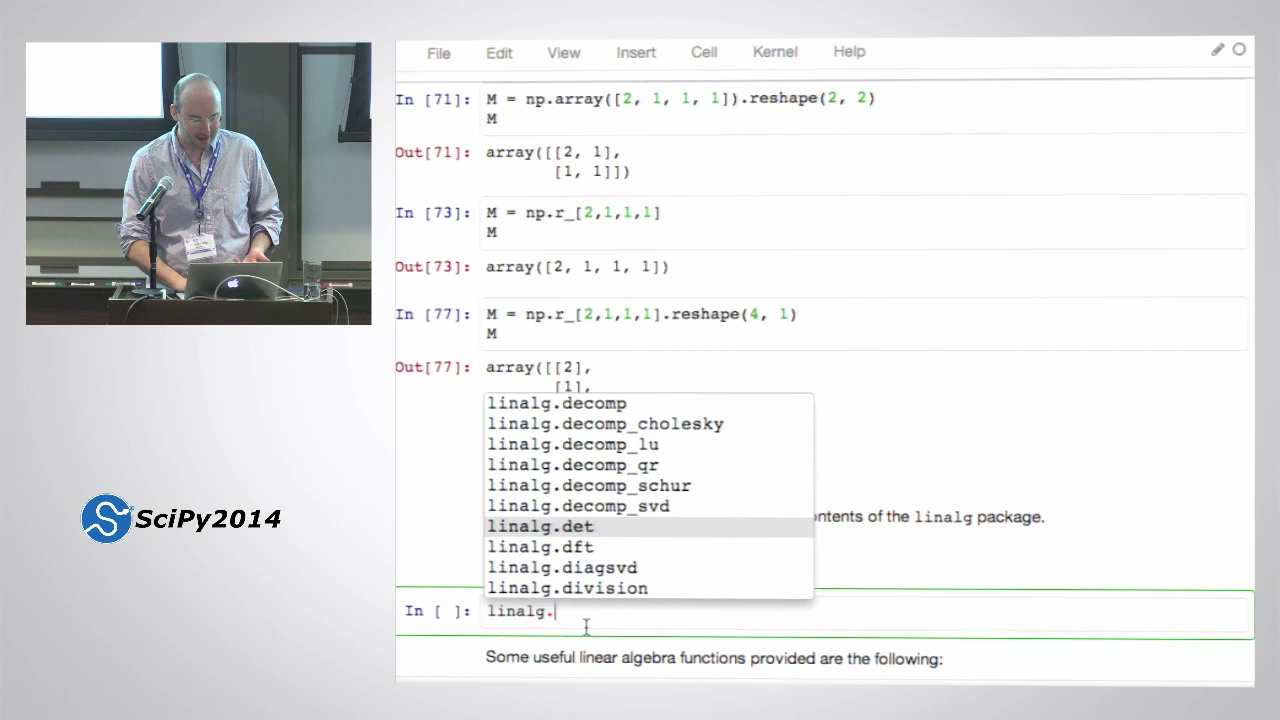 File Edit View Insert Cell Kernel Help
In [71]: M = np.array([2, 1, 1, 1]).reshape(2, 2)
M
Out[71]: array([[2, 1],
[1, 1]])
In [73]: M = np.r_[2,1,1,1]
M
Out[73]: array([2, 1, 1, 1])
In [77]: M = np.r_[2,1,1,1].reshape(4, 1)
M
Out[77]: array([[2],
[1],
linalg.decomp
linalg.decomp_cholesky
linalg.decomp_lu
linalg.decomp_qr
linalg.decomp_schur
linalg.decomp_svd
linalg.det
linalg.dft
linalg.diagsvd
linalg.division
ontents of the linalg package.
In [ ]: linalg.
Some useful linear algebra functions provided are the following:
SciPy2014